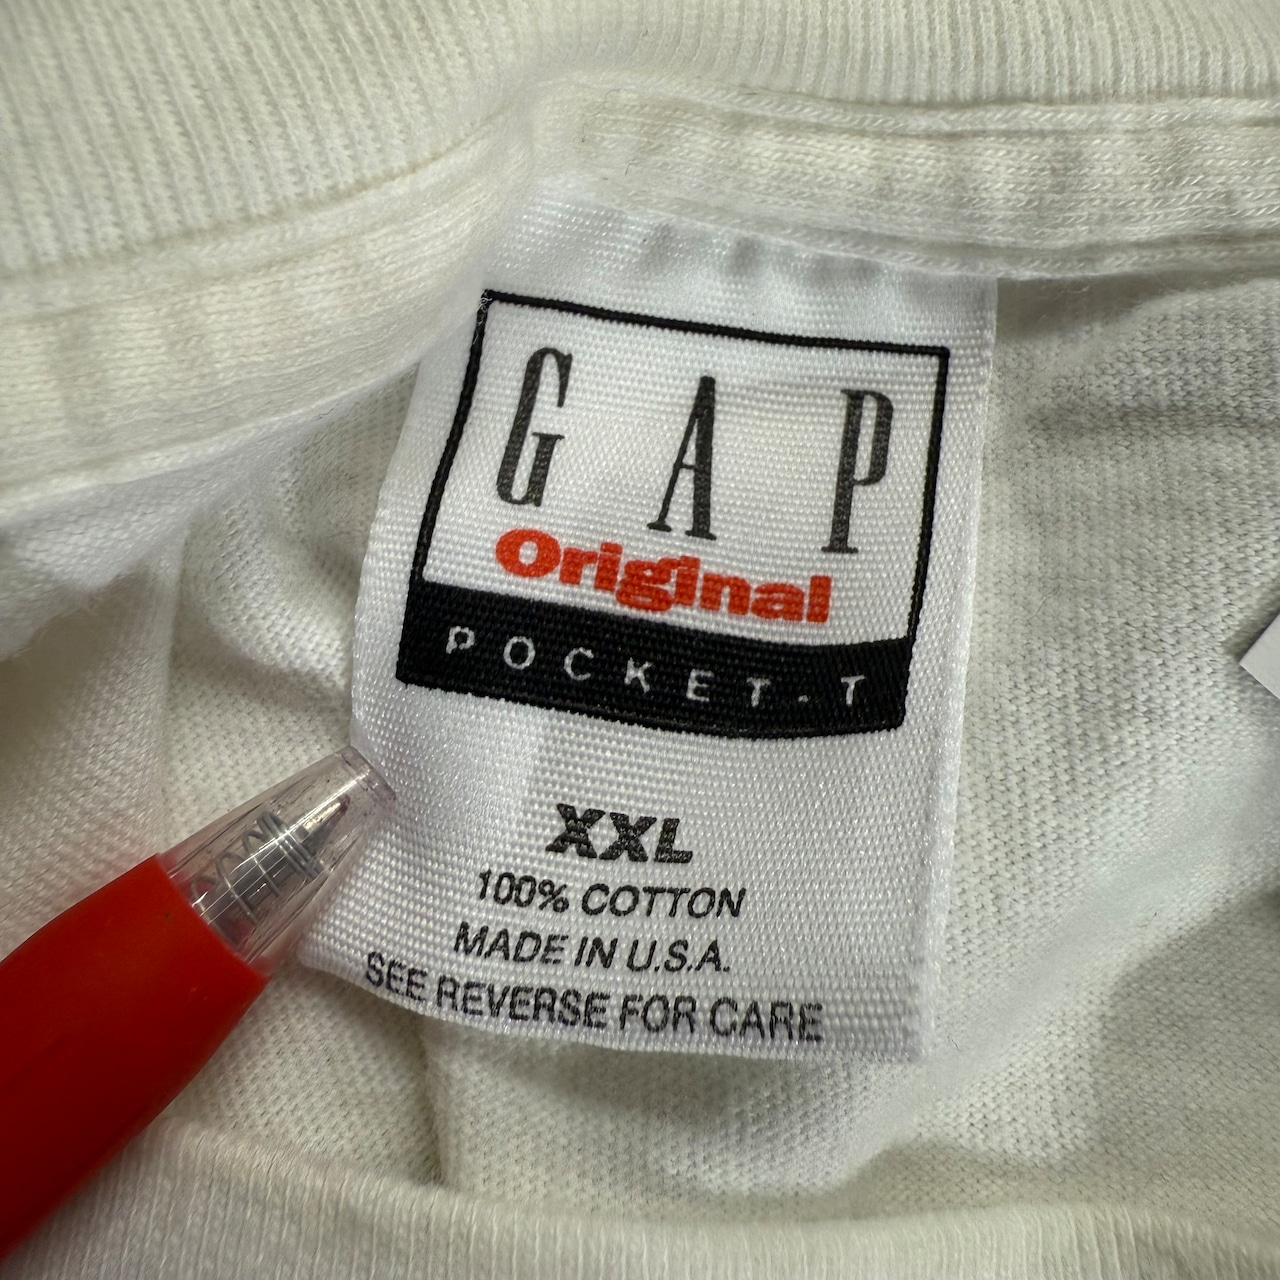 GAP
Original
POCKET-T
XXL
100% COTTON
MADE IN U.S.A.
SEE REVERSE FOR CARE